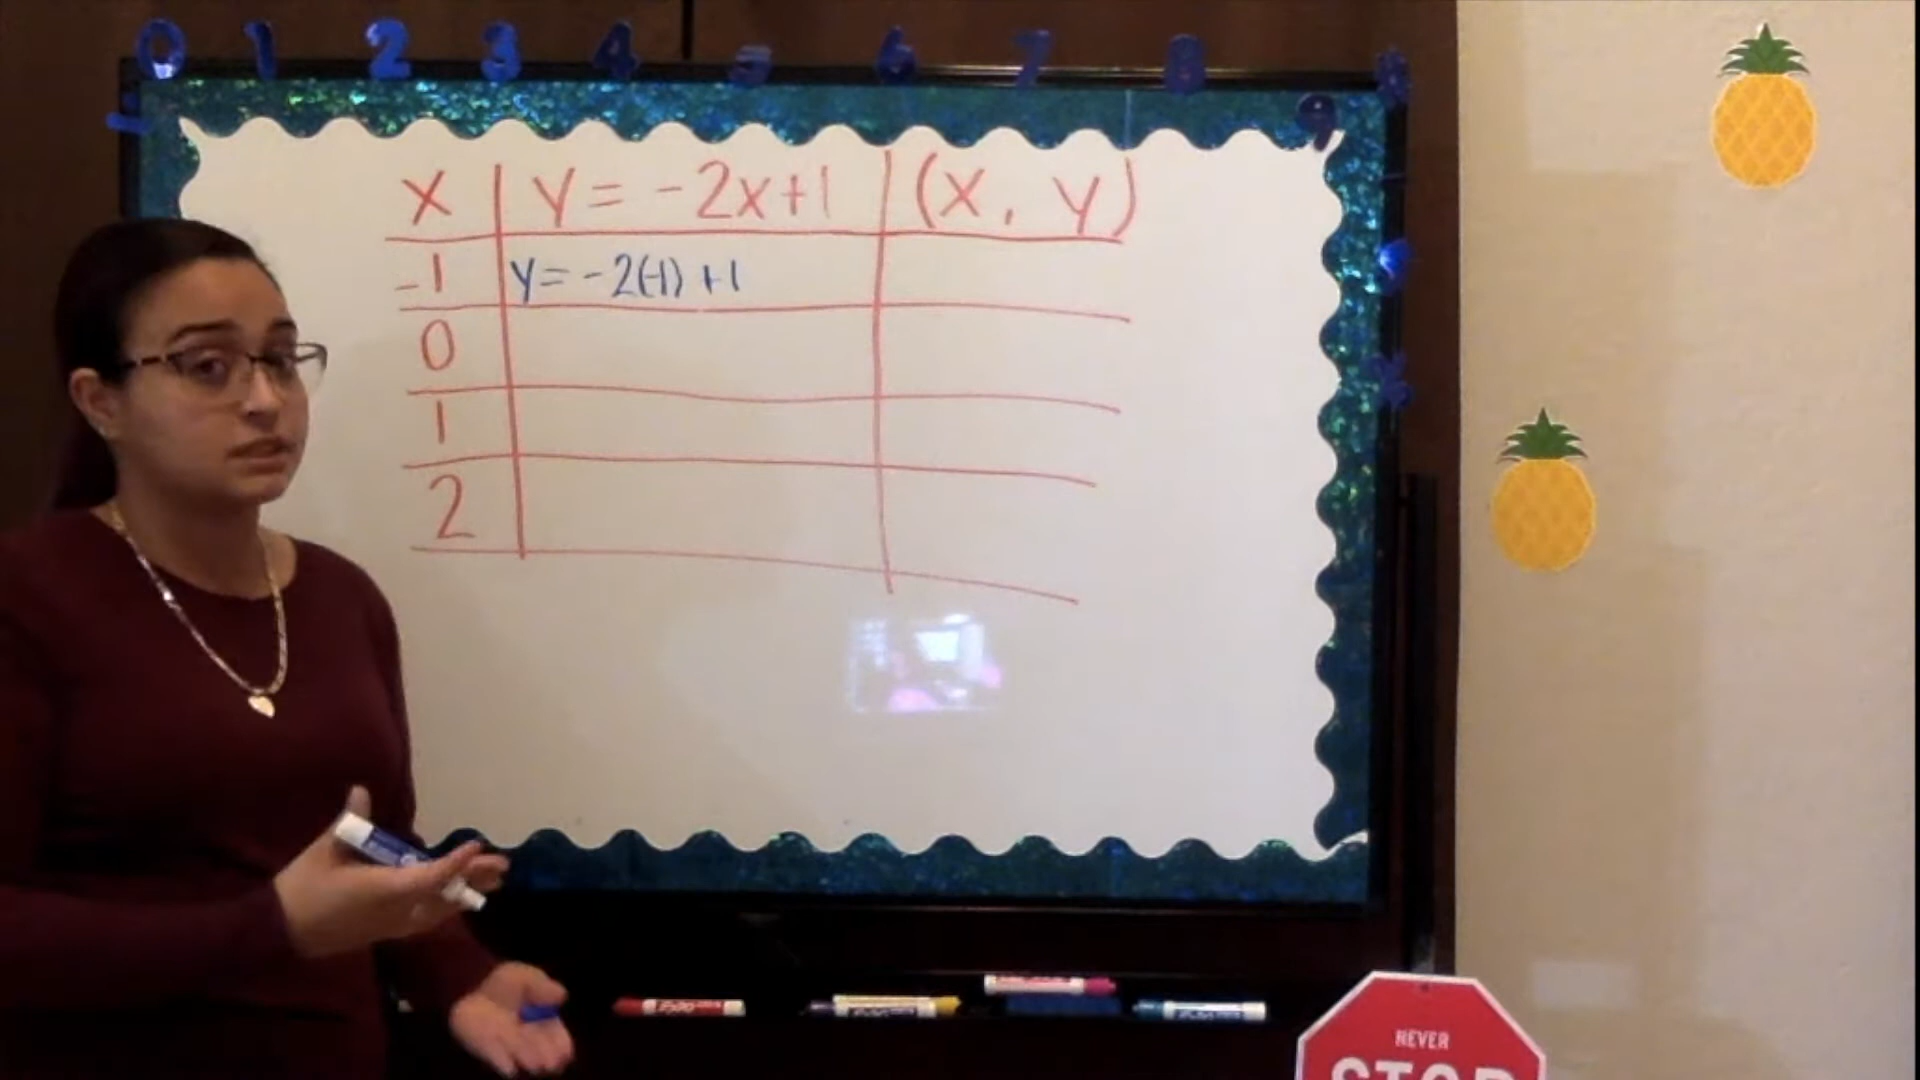 0 1 2 3 4 5 6 7 8 9
x y = -2x+1 (x, y)
-1 y = -2(-1) +1
0
1
2
EXPO
NEVER
STOP